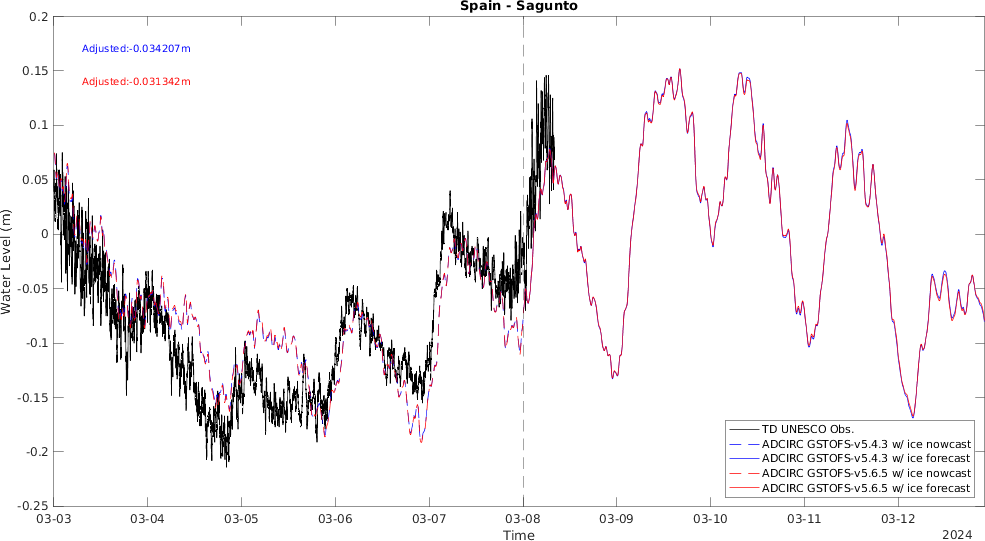 Spain - Sagunto
0.2
Adjusted:-0.034207m
0.15
Adjusted:-0.031342m
0.1
0.05
0
Water Level (m)
-0.05
-0.1
-0.15
-0.2
-0.25
TD UNESCO Obs.
ADCIRC GSTOFS-v5.4.3 w/ ice nowcast
ADCIRC GSTOFS-v5.4.3 w/ ice forecast
ADCIRC GSTOFS-v5.6.5 w/ ice nowcast
ADCIRC GSTOFS-v5.6.5 w/ ice forecast
03-03 03-04 03-05 03-06 03-07 03-08 03-09 03-10 03-11 03-12
Time
2024